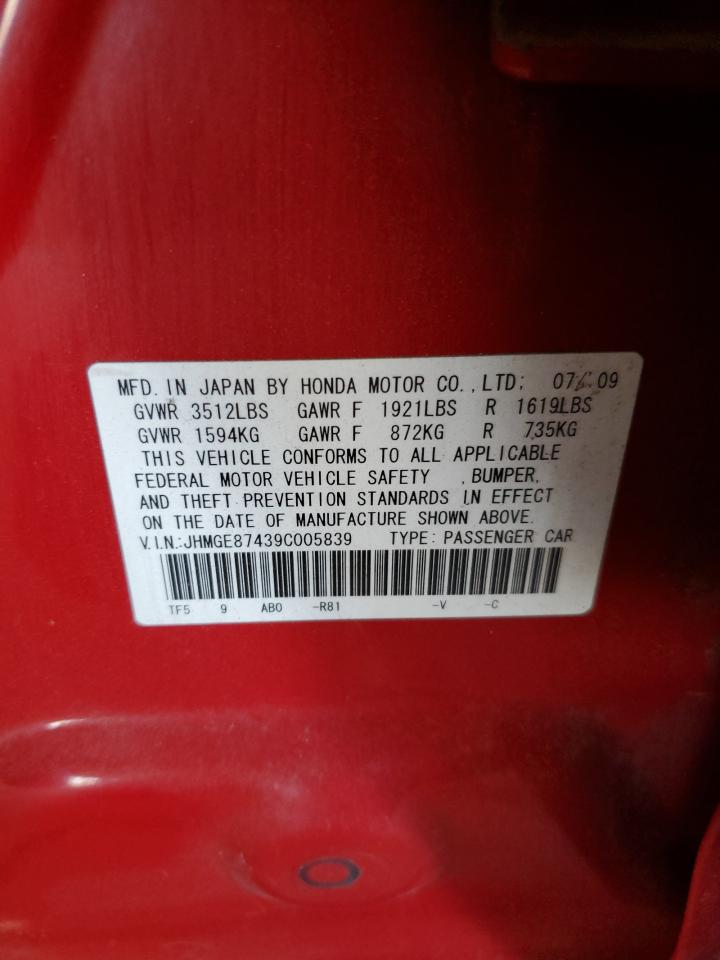 MFD. IN JAPAN BY HONDA MOTOR CO., LTD; 07/09
GVWR 3512LBS GAWR F 1921LBS R 1619LBS
GVWR 1594KG GAWR F 872KG R 735KG
THIS VEHICLE CONFORMS TO ALL APPLICABLE
FEDERAL MOTOR VEHICLE SAFETY , BUMPER,
AND THEFT PREVENTION STANDARDS IN EFFECT
ON THE DATE OF MANUFACTURE SHOWN ABOVE.
V.I.N.:JHMGE87439C005839 TYPE: PASSENGER CAR
TF5 9 AB0 -R81 -V -C